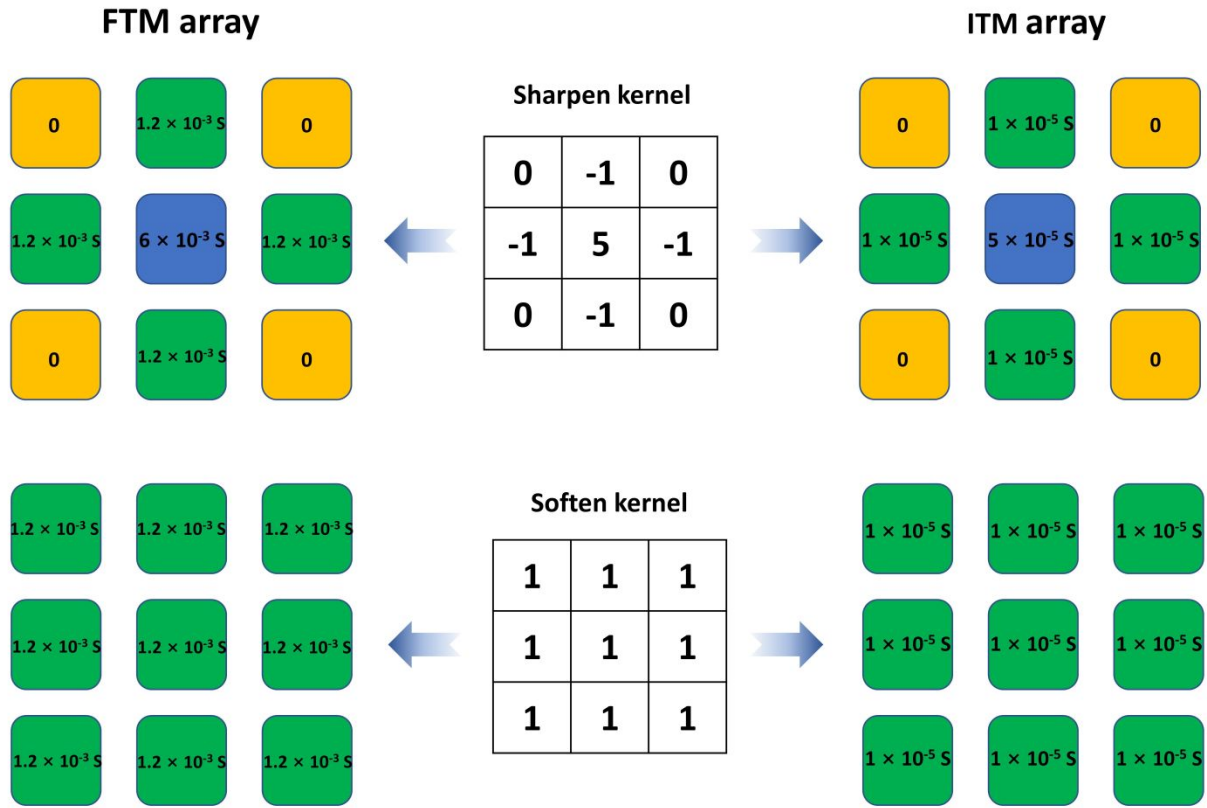 FTM array
ITM array
Sharpen kernel
0 1.2 × 10⁻³ S 0
1.2 × 10⁻³ S 6 × 10⁻³ S 1.2 × 10⁻³ S
0 1.2 × 10⁻³ S 0
0 -1 0
-1 5 -1
0 -1 0
0 1 × 10⁻⁵ S 0
1 × 10⁻⁵ S 5 × 10⁻⁵ S 1 × 10⁻⁵ S
0 1 × 10⁻⁵ S 0
Soften kernel
1.2 × 10⁻³ S 1.2 × 10⁻³ S 1.2 × 10⁻³ S
1.2 × 10⁻³ S 1.2 × 10⁻³ S 1.2 × 10⁻³ S
1.2 × 10⁻³ S 1.2 × 10⁻³ S 1.2 × 10⁻³ S
1 1 1
1 1 1
1 1 1
1 × 10⁻⁵ S 1 × 10⁻⁵ S 1 × 10⁻⁵ S
1 × 10⁻⁵ S 1 × 10⁻⁵ S 1 × 10⁻⁵ S
1 × 10⁻⁵ S 1 × 10⁻⁵ S 1 × 10⁻⁵ S